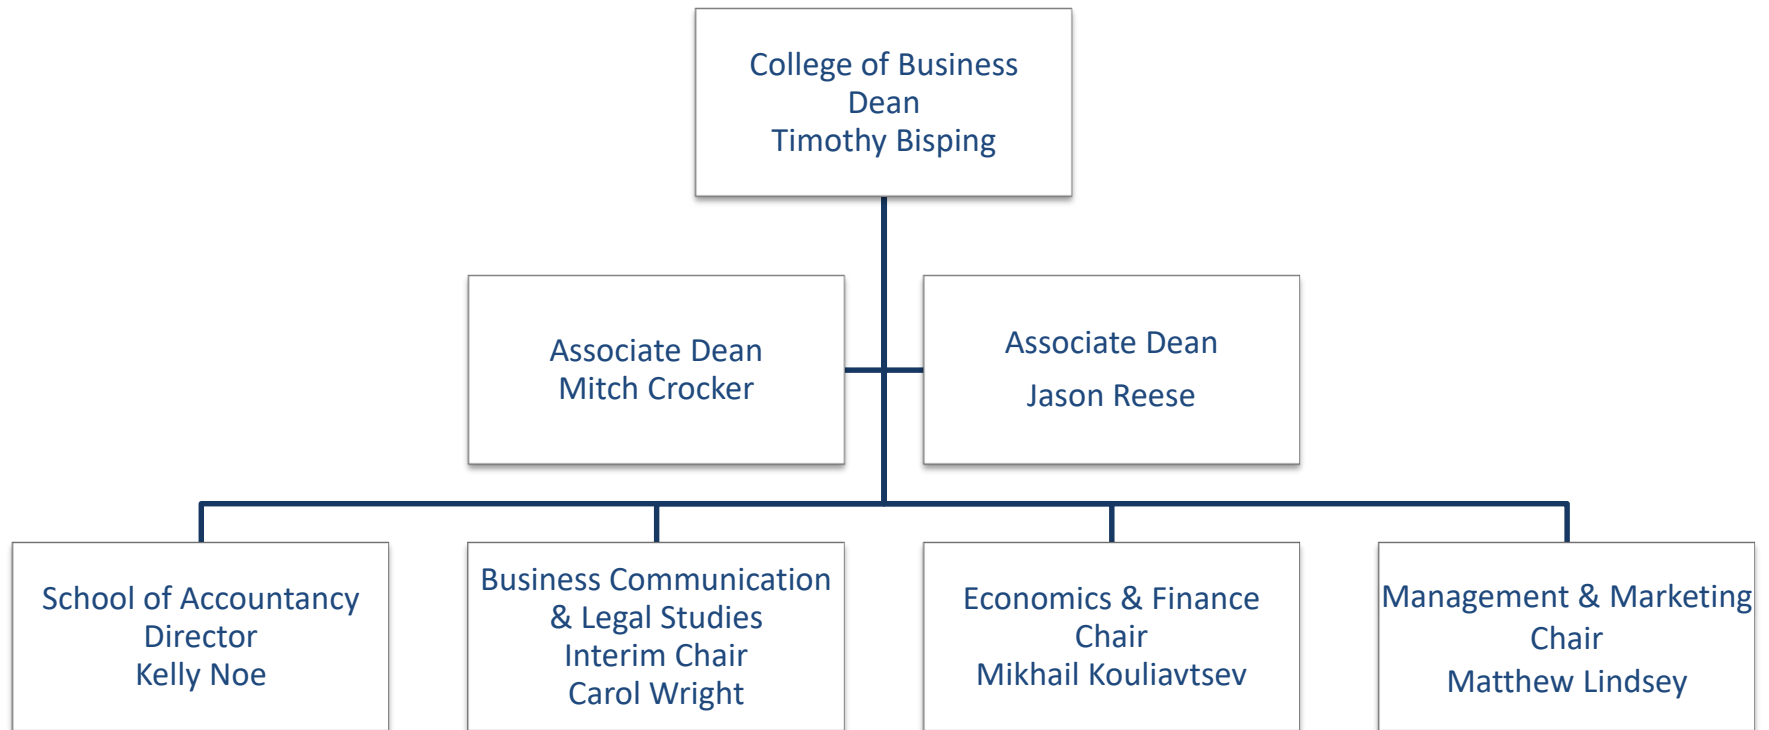 College of Business
Dean
Timothy Bisping
Associate Dean
Mitch Crocker
Associate Dean
Jason Reese
School of Accountancy
Director
Kelly Noe
Business Communication
& Legal Studies
Interim Chair
Carol Wright
Economics & Finance
Chair
Mikhail Kouliavtsev
Management & Marketing
Chair
Matthew Lindsey